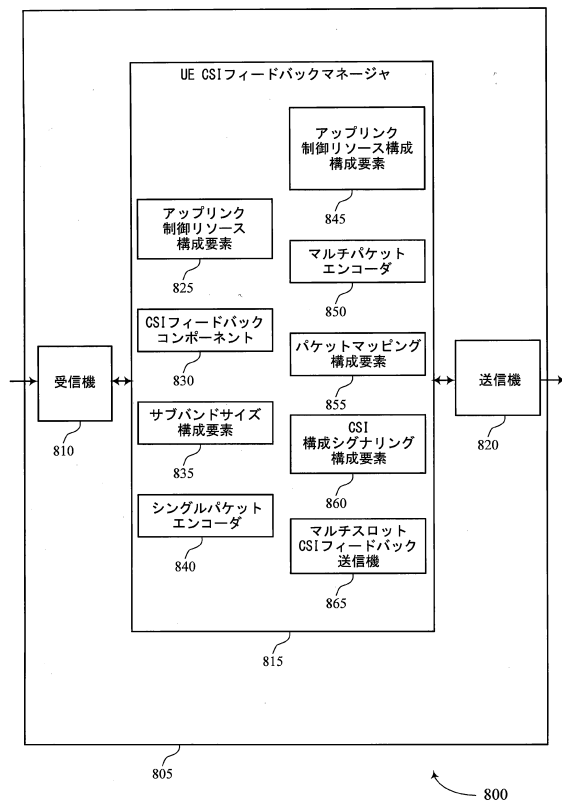 UE CSIフィードバックマネージャ
アップリンク
制御リソース構成
構成要素
845
アップリンク
制御リソース
構成要素
825
マルチパケット
エンコーダ
850
CSIフィードバック
コンポーネント
830
パケットマッピング
構成要素
855
受信機
810
送信機
820
サブバンドサイズ
構成要素
835
CSI
構成シグナリング
構成要素
860
シングルパケット
エンコーダ
840
マルチスロット
CSIフィードバック
送信機
865
815
805
800